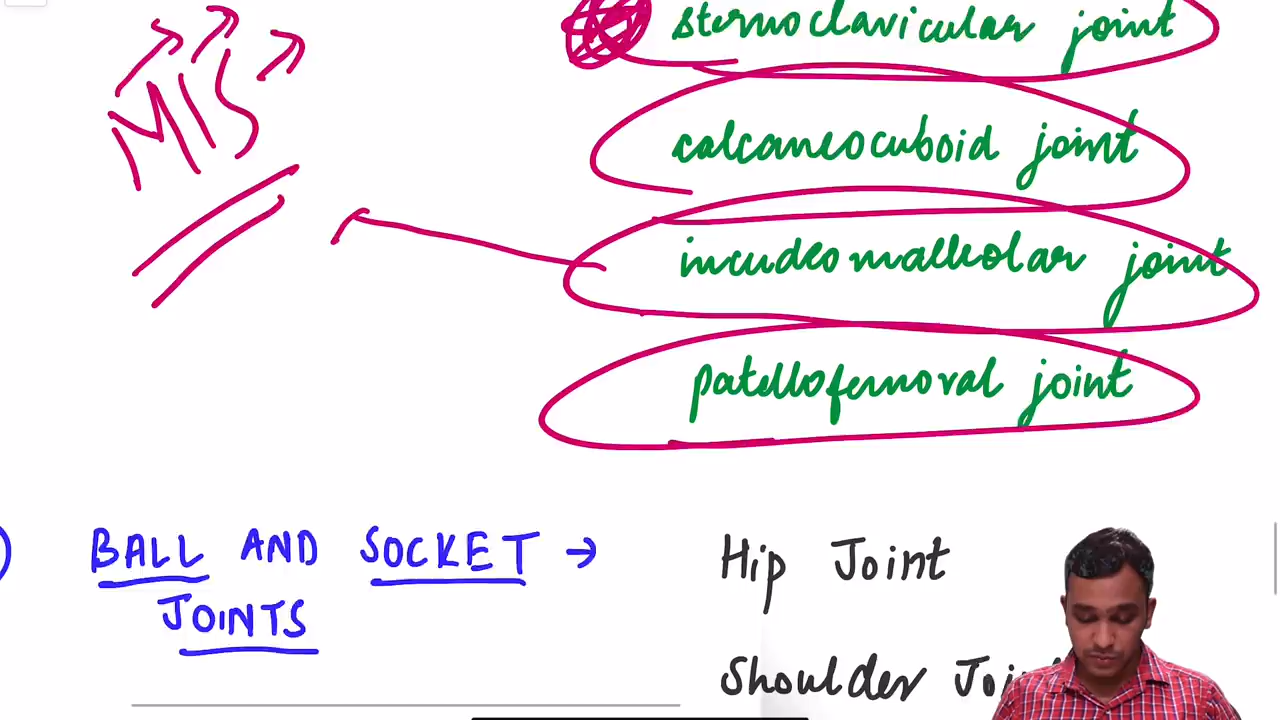 MIS
sternoclavicular joint
calcaneocuboid joint
incudeomalleolar joint
patellofemoral joint
BALL AND SOCKET → Hip Joint
JOINTS
Shoulder